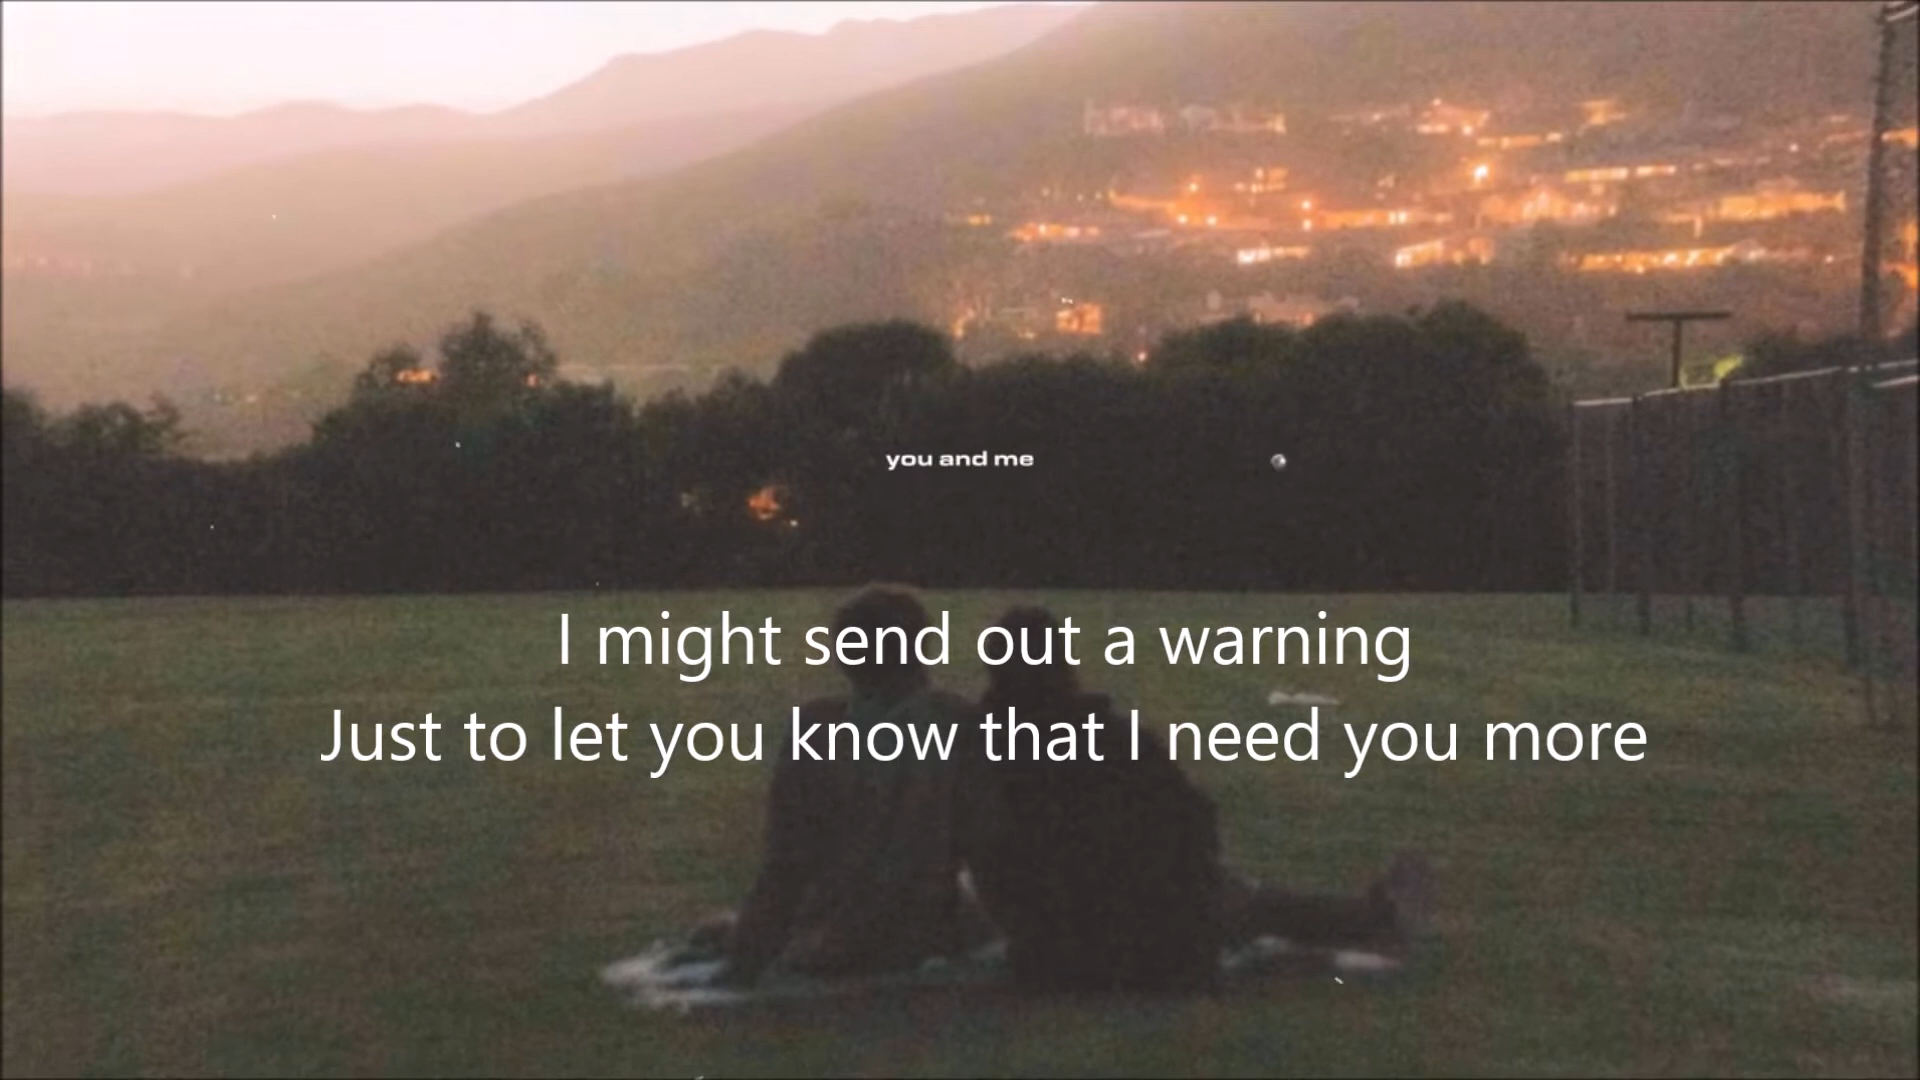 you and me
I might send out a warning
Just to let you know that I need you more